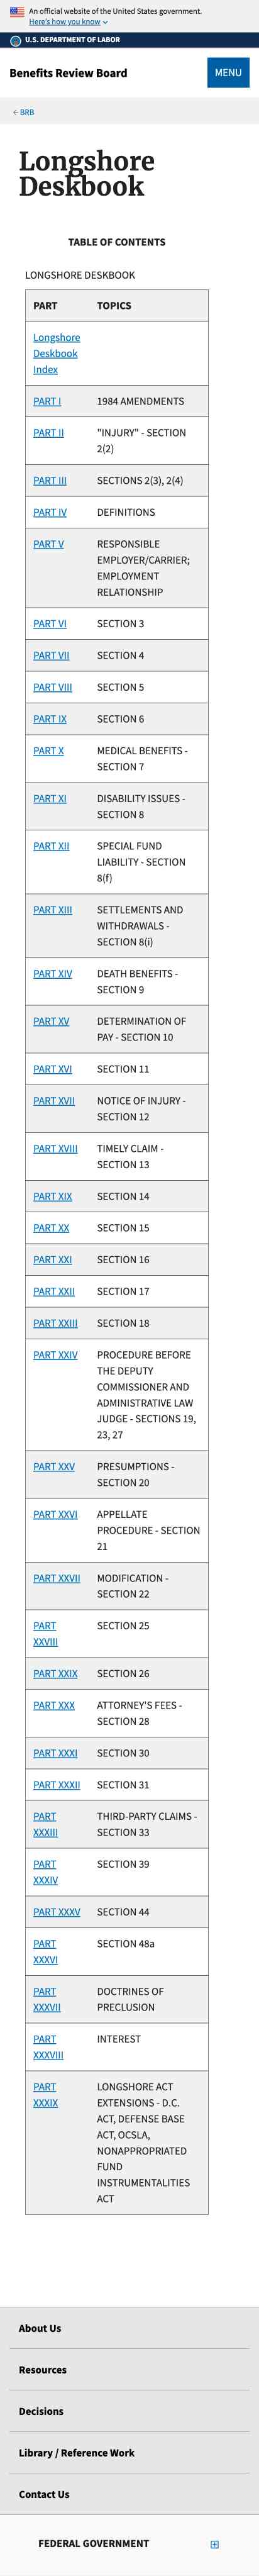 An official website of the United States government.
Here's how you know
U.S. DEPARTMENT OF LABOR
Benefits Review Board
MENU
← BRB
Longshore
Deskbook
TABLE OF CONTENTS
LONGSHORE DESKBOOK
PART TOPICS
Longshore
Deskbook
Index
PART I 1984 AMENDMENTS
PART II "INJURY" - SECTION
2(2)
PART III SECTIONS 2(3), 2(4)
PART IV DEFINITIONS
PART V RESPONSIBLE
EMPLOYER/CARRIER;
EMPLOYMENT
RELATIONSHIP
PART VI SECTION 3
PART VII SECTION 4
PART VIII SECTION 5
PART IX SECTION 6
PART X MEDICAL BENEFITS -
SECTION 7
PART XI DISABILITY ISSUES -
SECTION 8
PART XII SPECIAL FUND
LIABILITY - SECTION
8(f)
PART XIII SETTLEMENTS AND
WITHDRAWALS -
SECTION 8(i)
PART XIV DEATH BENEFITS -
SECTION 9
PART XV DETERMINATION OF
PAY - SECTION 10
PART XVI SECTION 11
PART XVII NOTICE OF INJURY -
SECTION 12
PART XVIII TIMELY CLAIM -
SECTION 13
PART XIX SECTION 14
PART XX SECTION 15
PART XXI SECTION 16
PART XXII SECTION 17
PART XXIII SECTION 18
PART XXIV PROCEDURE BEFORE
THE DEPUTY
COMMISSIONER AND
ADMINISTRATIVE LAW
JUDGE - SECTIONS 19,
23, 27
PART XXV PRESUMPTIONS -
SECTION 20
PART XXVI APPELLATE
PROCEDURE - SECTION
21
PART XXVII MODIFICATION -
SECTION 22
PART SECTION 25
XXVIII
PART XXIX SECTION 26
PART XXX ATTORNEY'S FEES -
SECTION 28
PART XXXI SECTION 30
PART XXXII SECTION 31
PART THIRD-PARTY CLAIMS -
XXXIII SECTION 33
PART SECTION 39
XXXIV
PART XXXV SECTION 44
PART SECTION 48a
XXXVI
PART DOCTRINES OF
XXXVII PRECLUSION
PART INTEREST
XXXVIII
PART LONGSHORE ACT
XXXIX EXTENSIONS - D.C.
ACT, DEFENSE BASE
ACT, OCSLA,
NONAPPROPRIATED
FUND
INSTRUMENTALITIES
ACT
About Us
Resources
Decisions
Library / Reference Work
Contact Us
FEDERAL GOVERNMENT